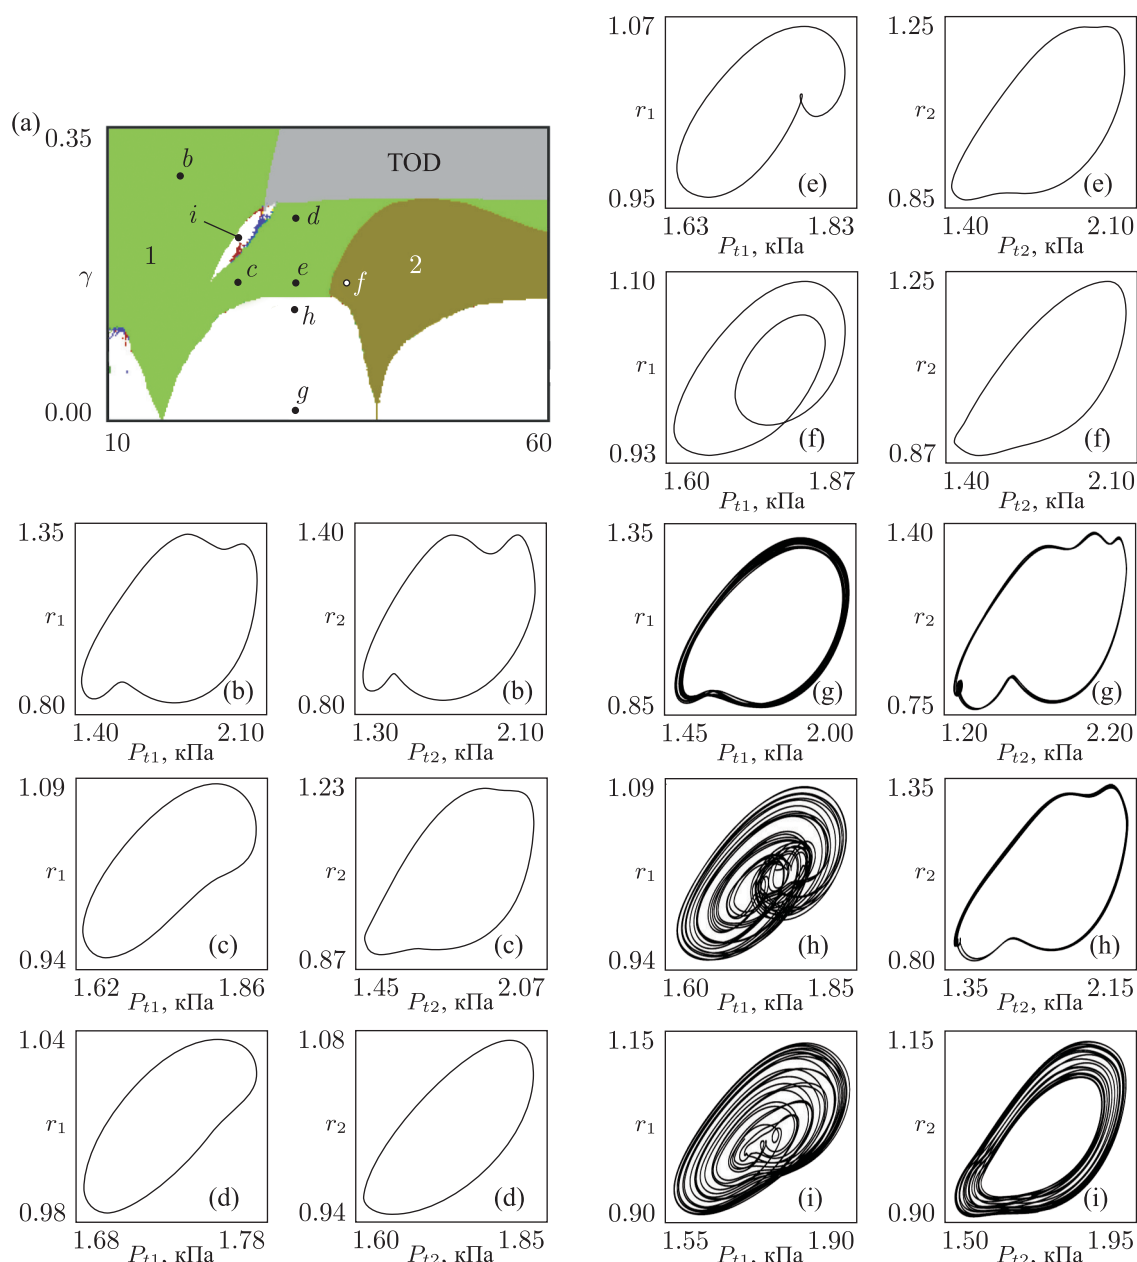 (a)
0.35
TOD
b
i
d
1
c
e
2
f
γ
h
g
0.00
10
60
1.07
r1
0.95
(e)
1.63
1.83
Pt1, кПа
1.25
r2
0.85
(e)
1.40
2.10
Pt2, кПа
1.10
r1
0.93
(f)
1.60
1.87
Pt1, кПа
1.25
r2
0.87
(f)
1.40
2.10
Pt2, кПа
1.35
r1
0.80
(b)
1.40
2.10
Pt1, кПа
1.40
r2
0.80
(b)
1.30
2.10
Pt2, кПа
1.35
r1
0.85
(g)
1.45
2.00
Pt1, кПа
1.40
r2
0.75
(g)
1.20
2.20
Pt2, кПа
1.09
r1
0.94
(c)
1.62
1.86
Pt1, кПа
1.23
r2
0.87
(c)
1.45
2.07
Pt2, кПа
1.09
r1
0.94
(h)
1.60
1.85
Pt1, кПа
1.35
r2
0.80
(h)
1.35
2.15
Pt2, кПа
1.04
r1
0.98
(d)
1.68
1.78
Pt1, кПа
1.08
r2
0.94
(d)
1.60
1.85
Pt2, кПа
1.15
r1
0.90
(i)
1.55
1.90
Pt1, кПа
1.15
r2
0.90
(i)
1.50
1.95
Pt2, кПа